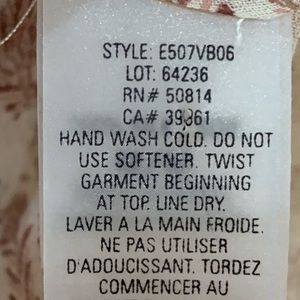 STYLE: E507VB06
LOT: 64236
RN# 50814
CA# 39861
HAND WASH COLD. DO NOT
USE SOFTENER. TWIST
GARMENT BEGINNING
AT TOP. LINE DRY.
LAVER A LA MAIN FROIDE.
NE PAS UTILISER
D'ADOUCISSANT. TORDEZ
COMMENCER AU